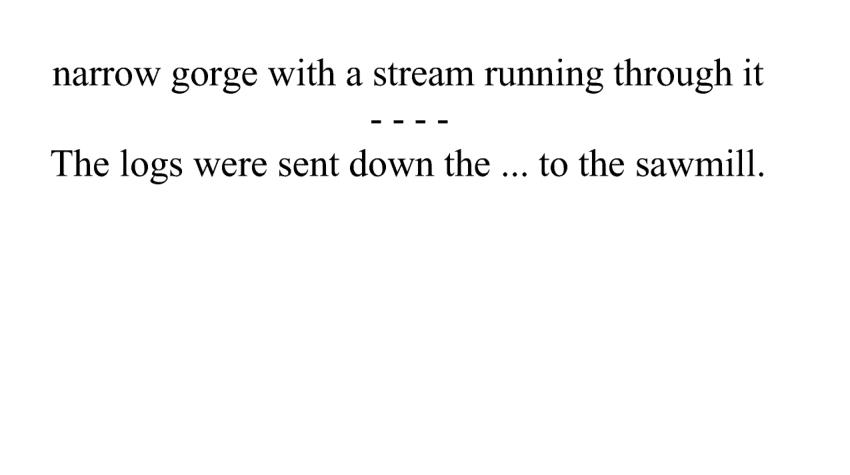 narrow gorge with a stream running through it
- - - -
The logs were sent down the ... to the sawmill.